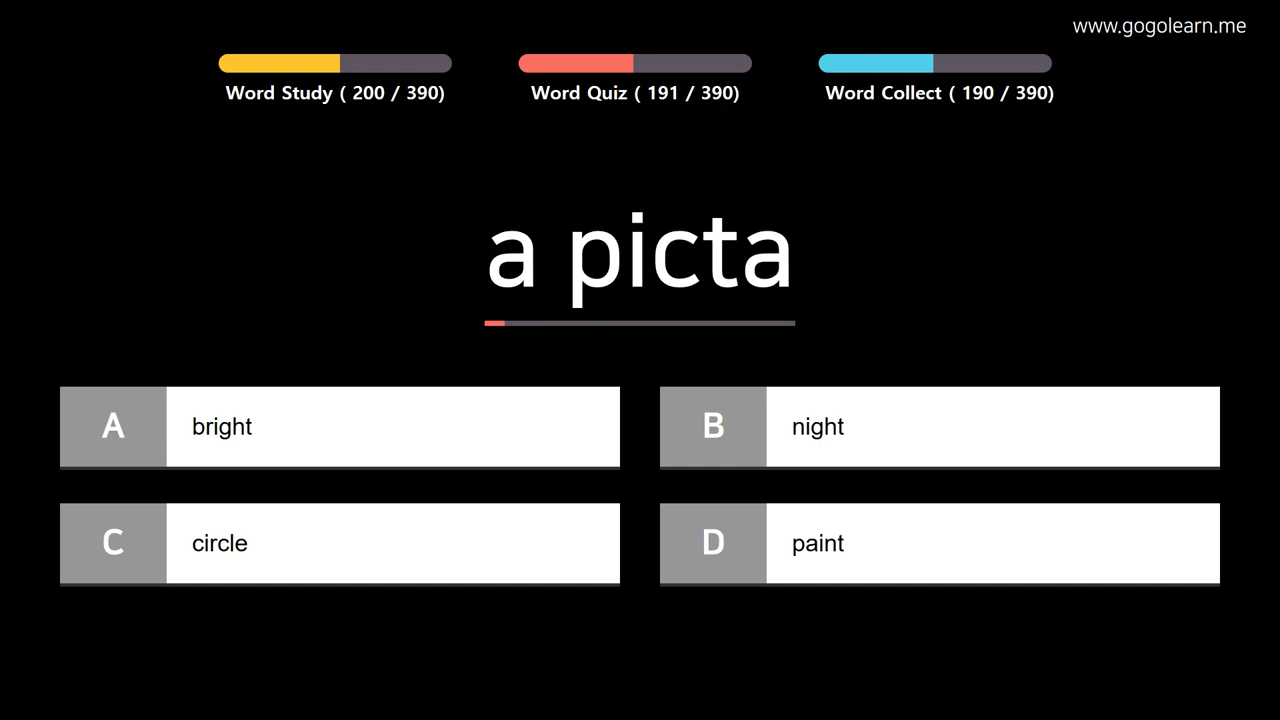 www.gogolearn.me
Word Study ( 200 / 390)
Word Quiz ( 191 / 390)
Word Collect ( 190 / 390)
a picta
A bright
B night
C circle
D paint